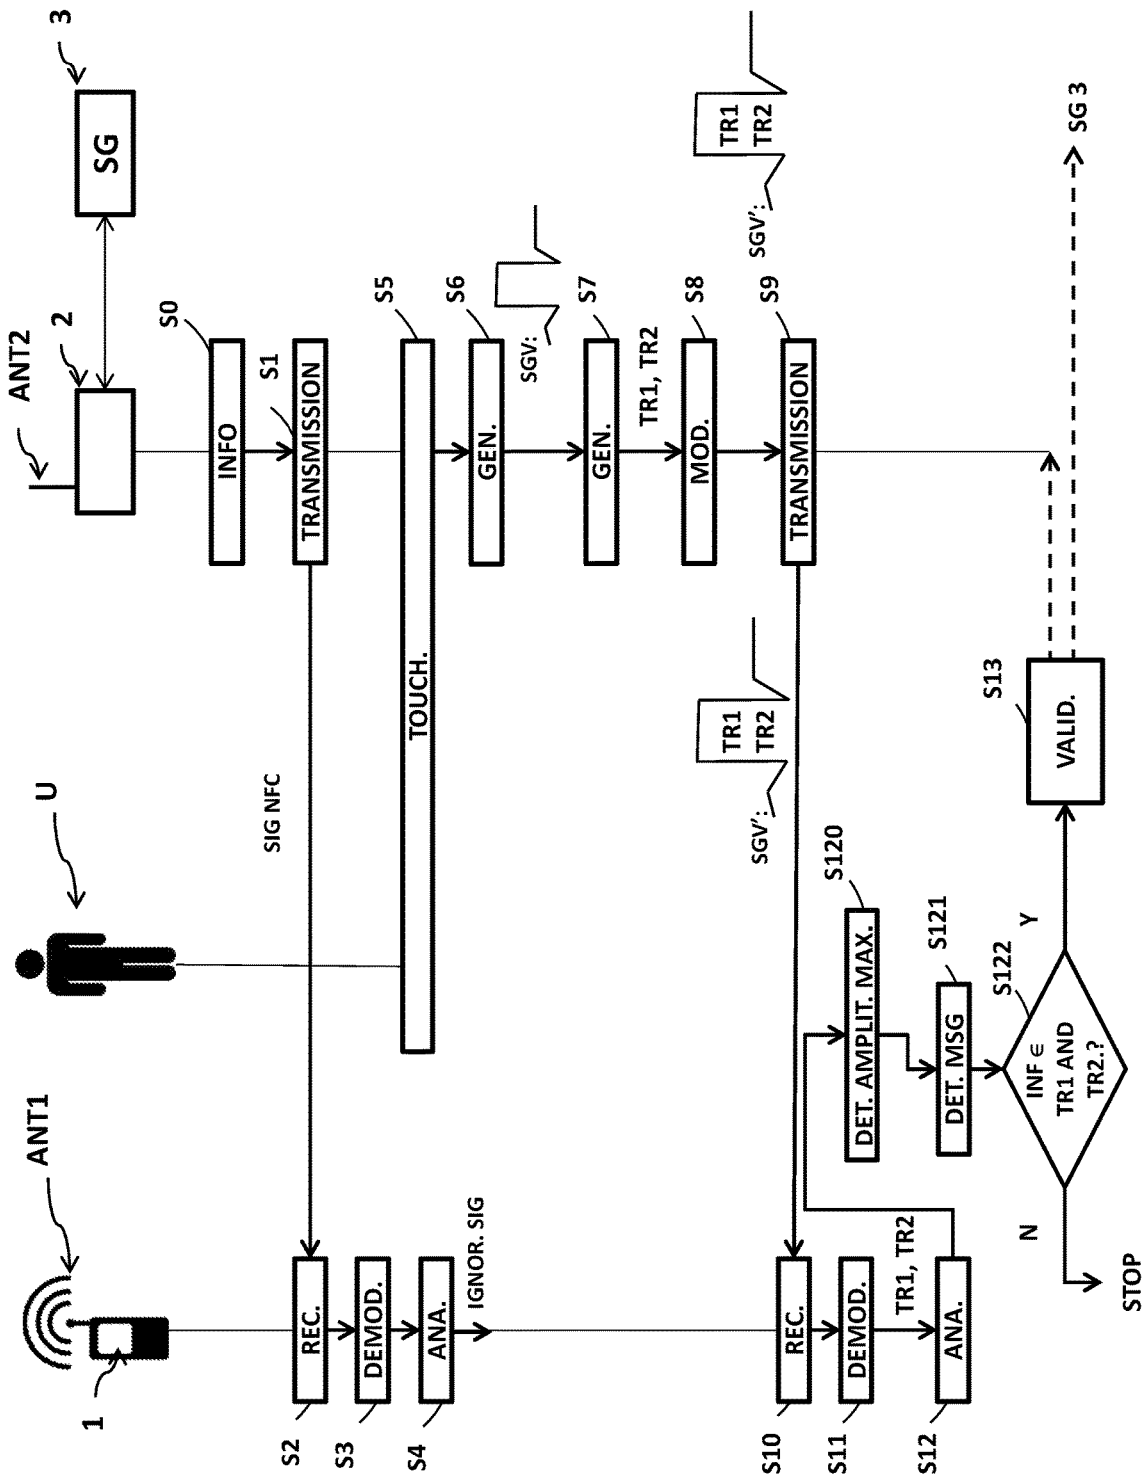 3
SG
2
ANT2
U
ANT1
1
S0
INFO
S1
TRANSMISSION
SIG NFC
REC.
S2
DEMOD.
S3
ANA.
S4
IGNOR. SIG
S5
TOUCH.
S6
GEN.
SGV:
S7
GEN.
TR1, TR2
S8
MOD.
SGV':
TR1
TR2
S9
TRANSMISSION
SGV':
TR1
TR2
REC.
S10
DEMOD.
S11
TR1, TR2
ANA.
S12
S120
DET. AMPLIT. MAX.
S121
DET. MSG
S122
INF ∈
TR1 AND
TR2.?
Y
N
STOP
S13
VALID.
SG 3